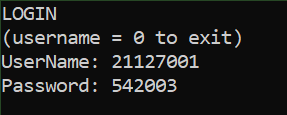 LOGIN
(username = 0 to exit)
UserName: 21127001
Password: 542003